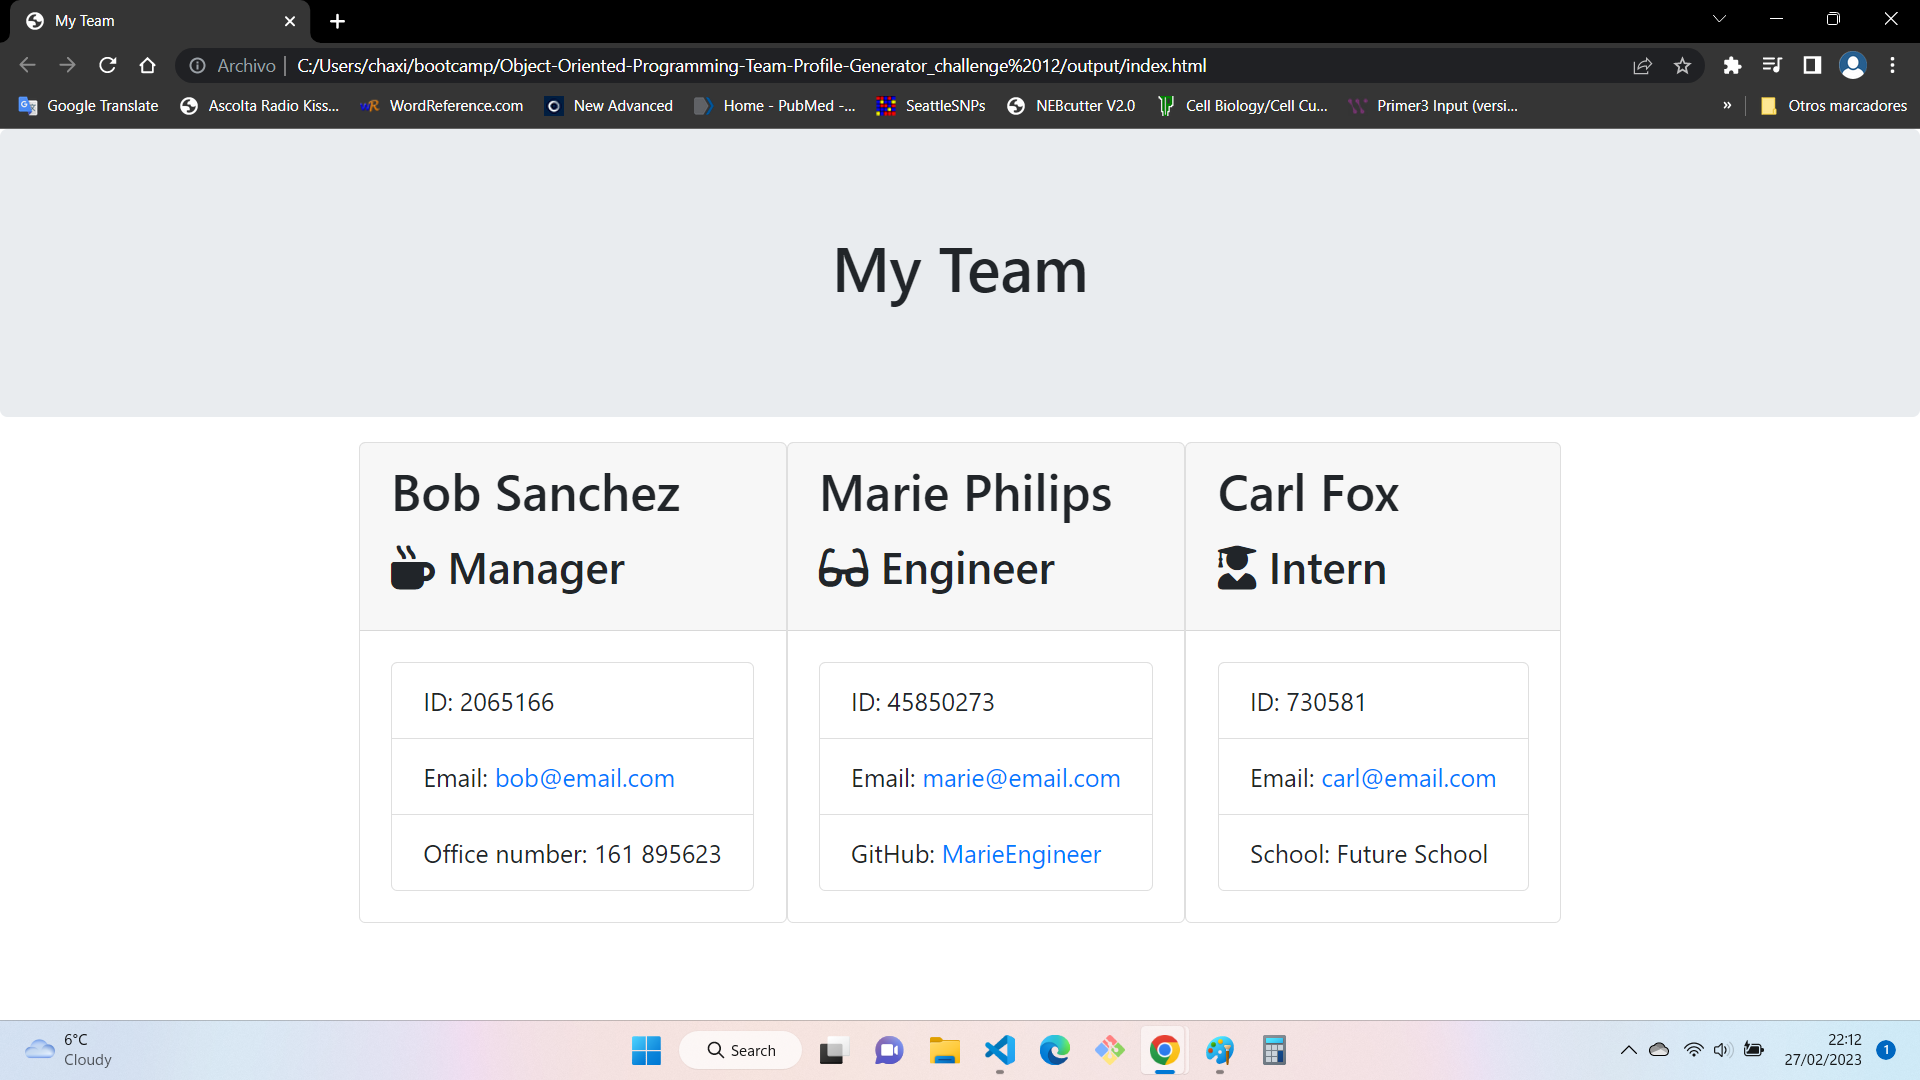 My Team
Archivo | C:/Users/chaxi/bootcamp/Object-Oriented-Programming-Team-Profile-Generator_challenge%2012/output/index.html
Google Translate Ascolta Radio Kiss... WordReference.com New Advanced Home - PubMed -... SeattleSNPs NEBcutter V2.0 Cell Biology/Cell Cu... Primer3 Input (versi... » Otros marcadores
My Team
Bob Sanchez
Manager
ID: 2065166
Email: bob@email.com
Office number: 161 895623
Marie Philips
Engineer
ID: 45850273
Email: marie@email.com
GitHub: MarieEngineer
Carl Fox
Intern
ID: 730581
Email: carl@email.com
School: Future School
6°C
Cloudy
Search
22:12
27/02/2023
1